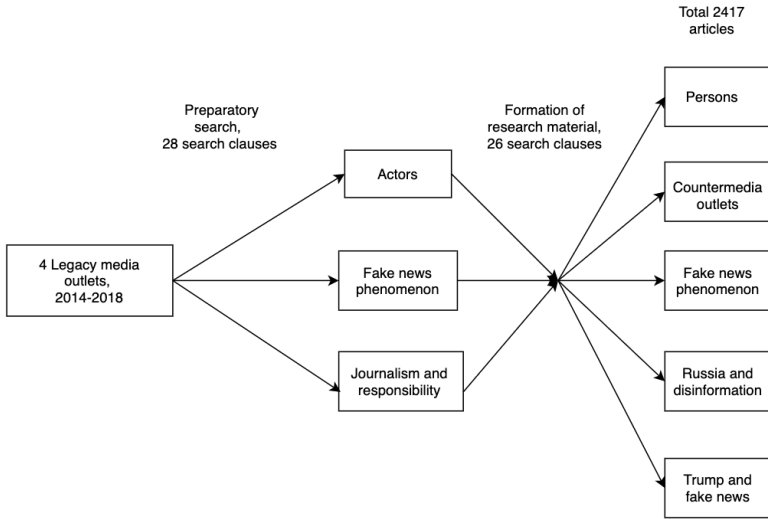 Total 2417
articles
Preparatory
search,
28 search clauses
Formation of
research material,
26 search clauses
4 Legacy media
outlets,
2014-2018
Actors
Fake news
phenomenon
Journalism and
responsibility
Persons
Countermedia
outlets
Fake news
phenomenon
Russia and
disinformation
Trump and
fake news